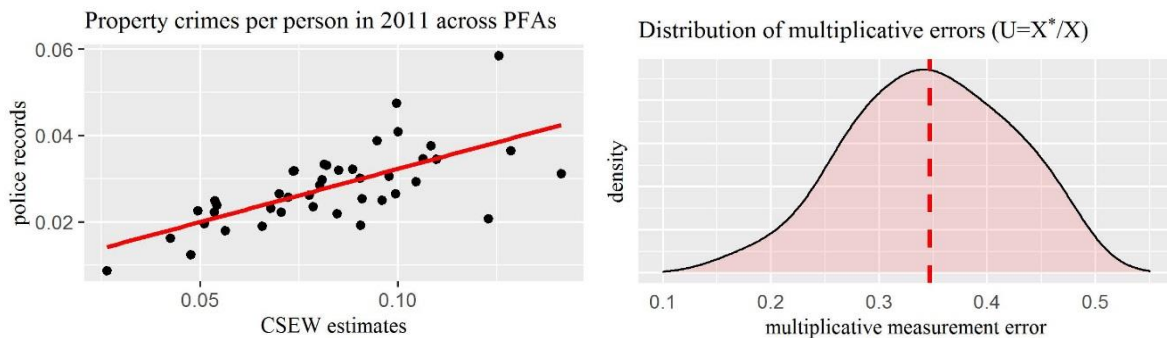 Property crimes per person in 2011 across PFAs
0.06
0.04
0.02
police records
0.05
0.10
CSEW estimates
Distribution of multiplicative errors (U=X*/X)
density
0.1
0.2
0.3
0.4
0.5
multiplicative measurement error